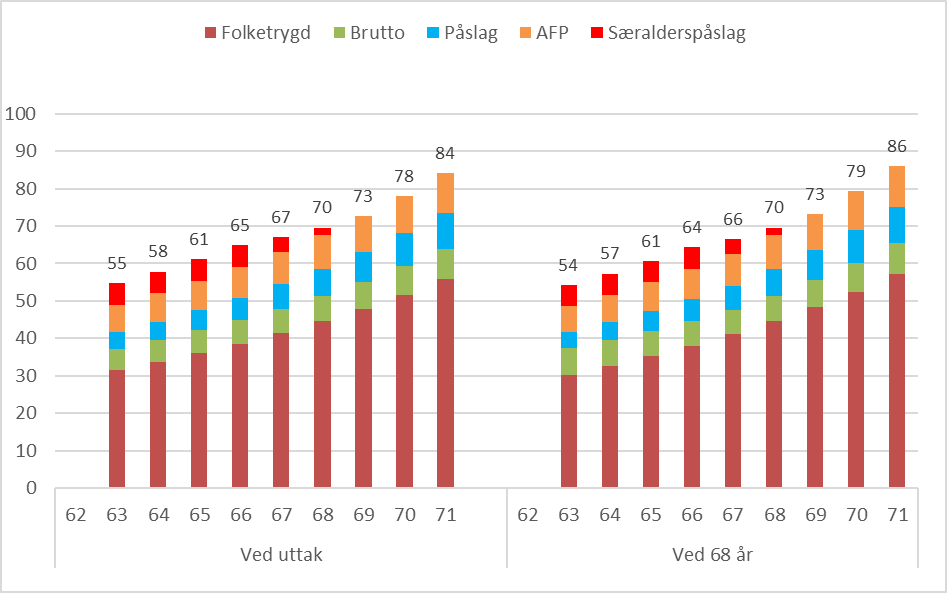 Folketrygd Brutto Påslag AFP Særalderspåslag
100
90
80
70
60
50
40
30
20
10
0
55 58 61 65 67 70 73 78 84
54 57 61 64 66 70 73 79 86
62 63 64 65 66 67 68 69 70 71 62 63 64 65 66 67 68 69 70 71
Ved uttak Ved 68 år